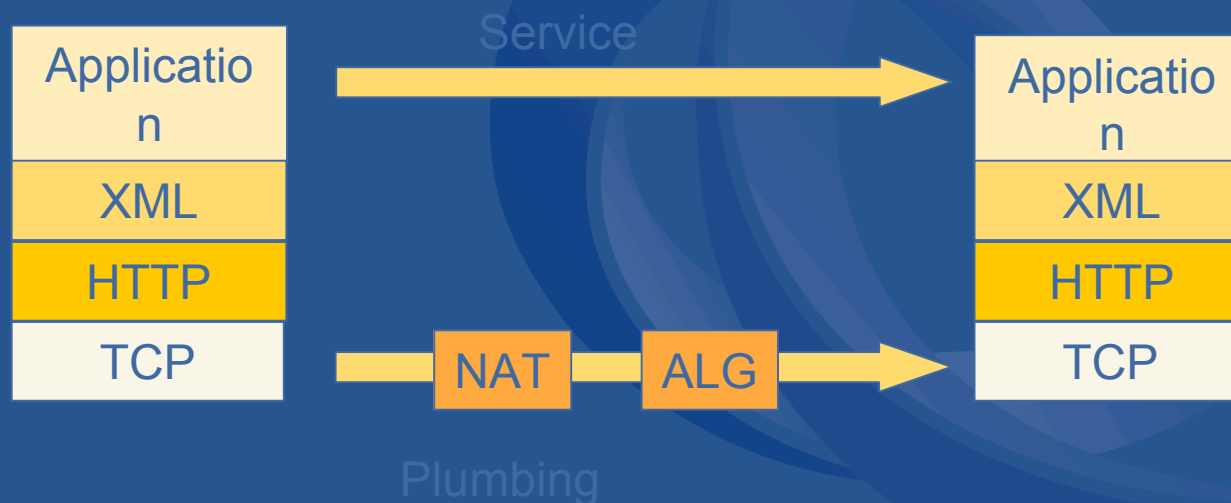 Service
Applicatio
n
XML
HTTP
TCP
NAT
ALG
Applicatio
n
XML
HTTP
TCP
Plumbing